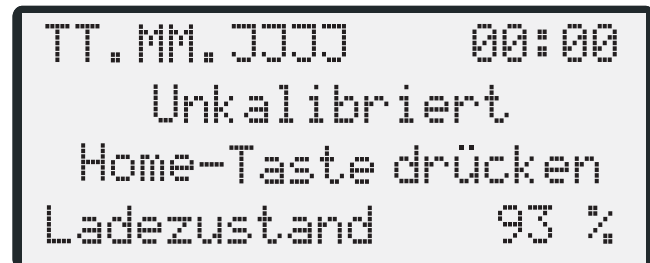 TT.MM.JJJJ 00:00
Unkalibriert
Home-Taste drücken
Ladezustand 93 %